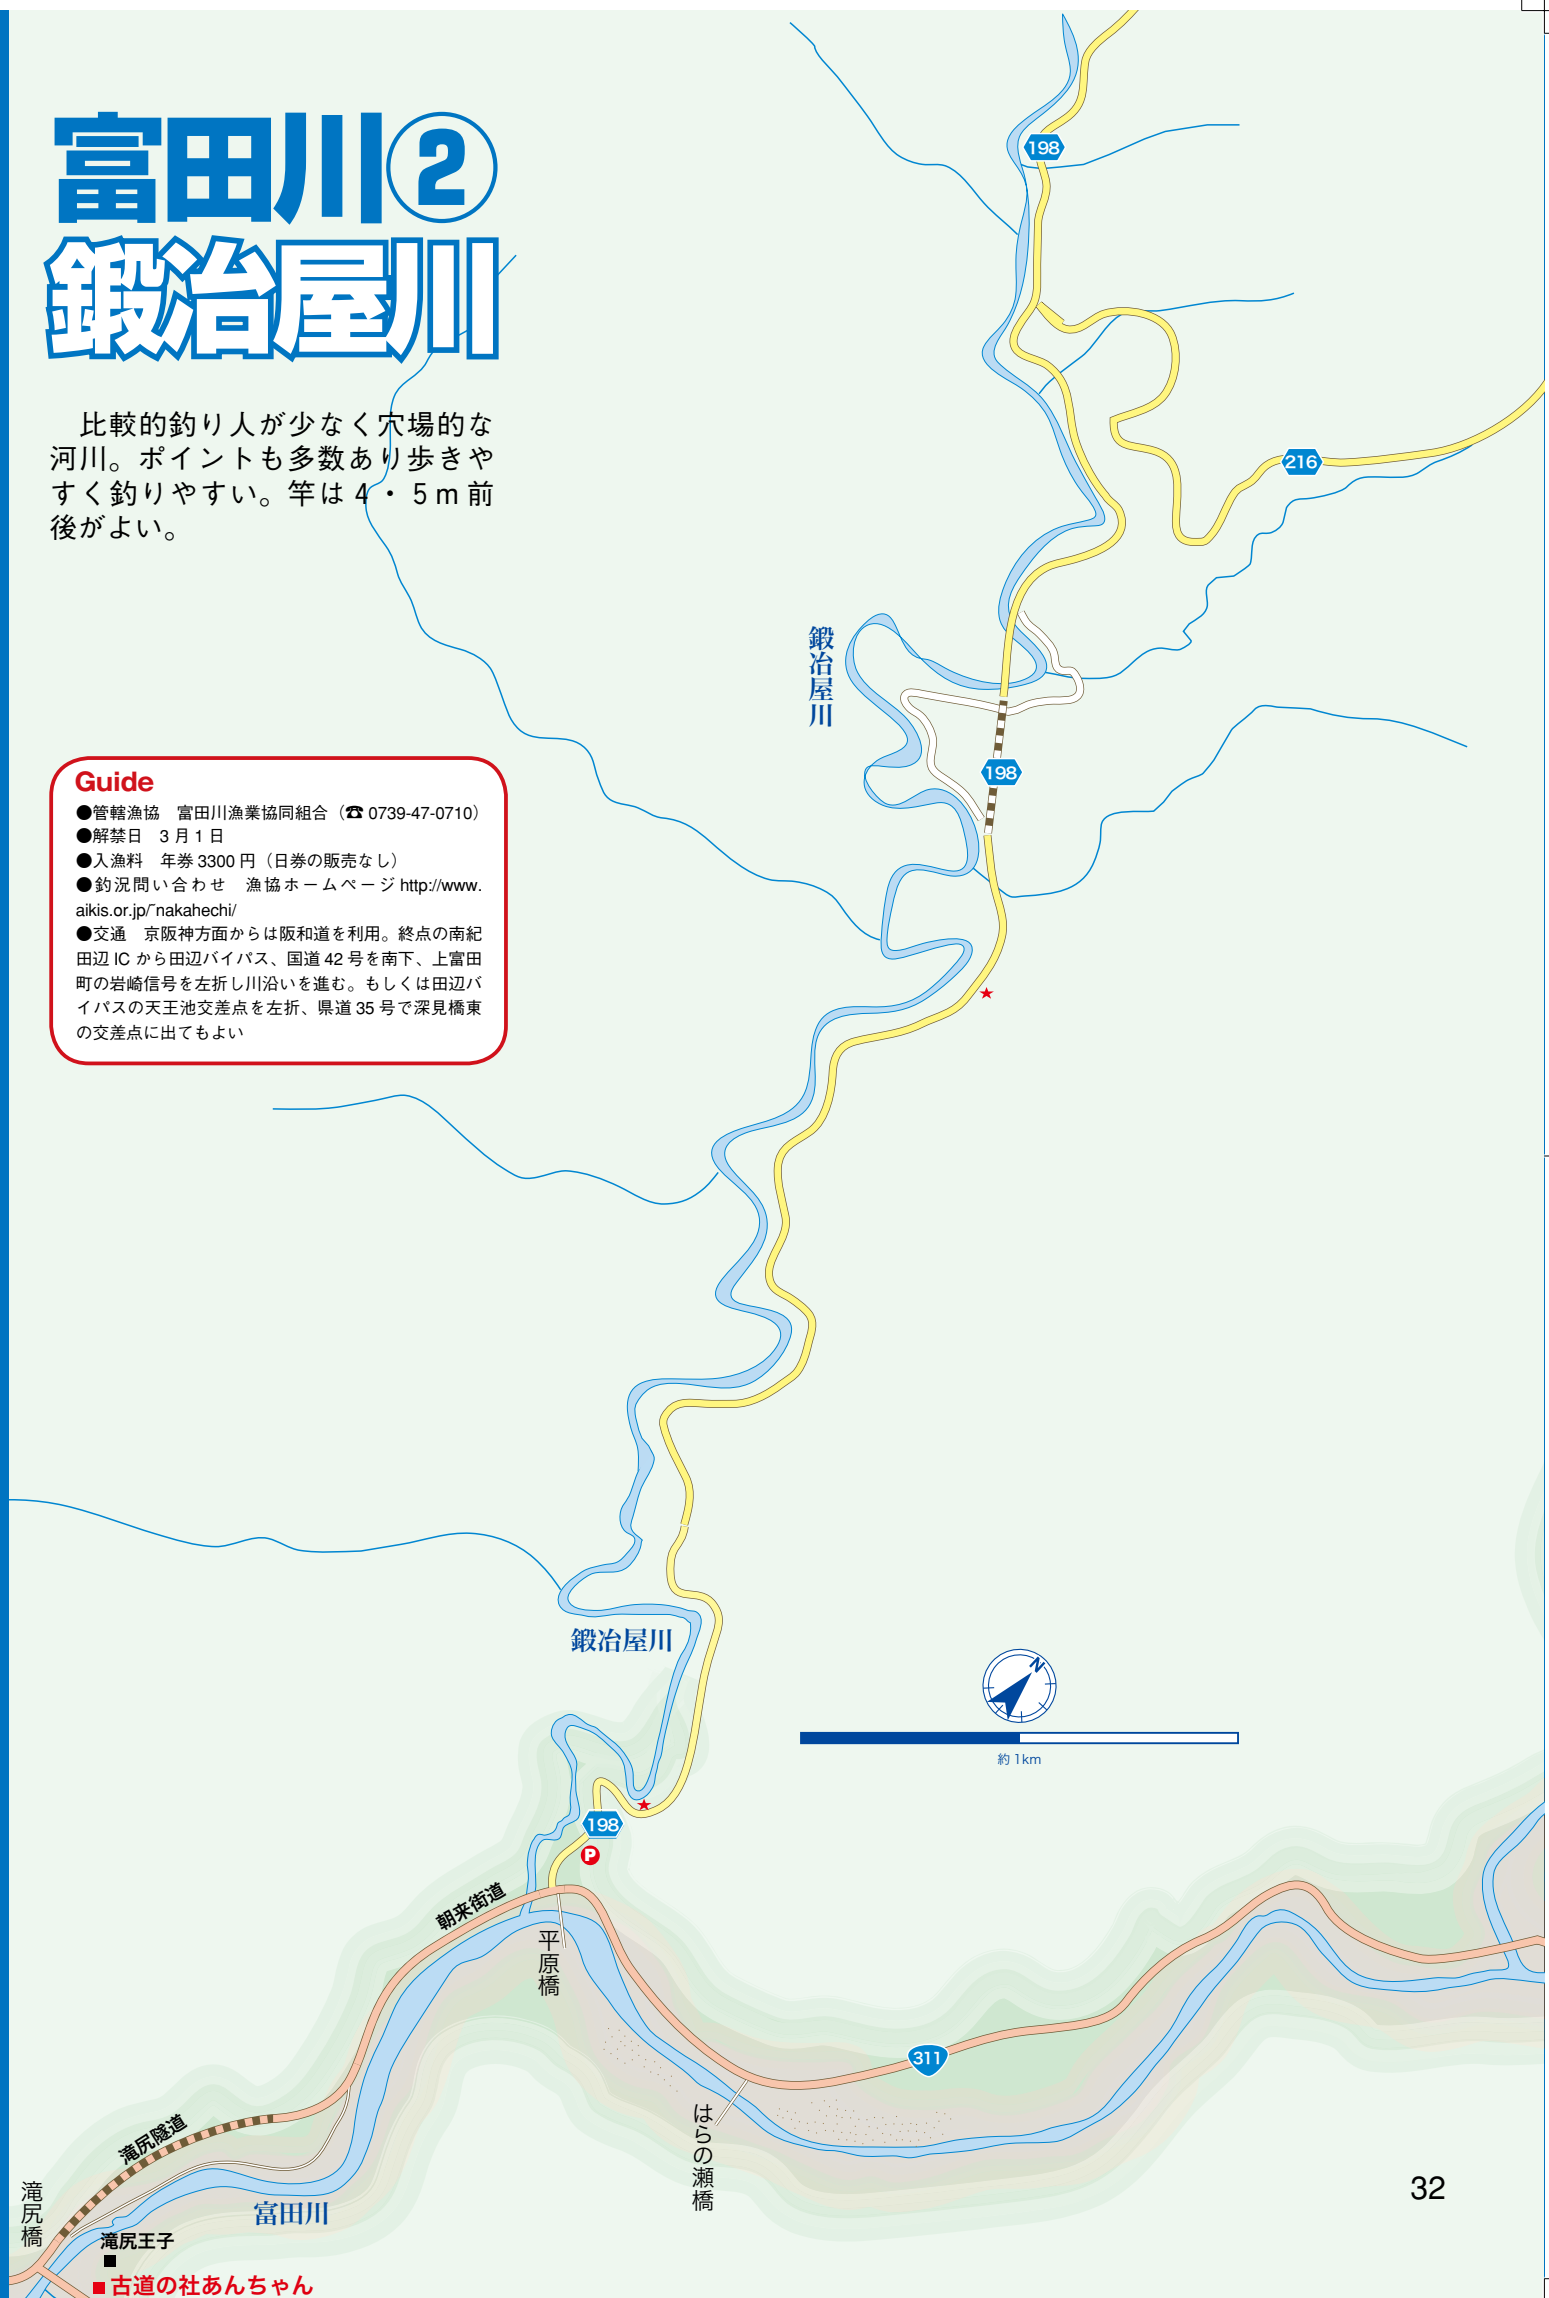 富田川②
鍛冶屋川
比較的釣り人が少なく穴場的な
河川。ポイントも多数あり歩きや
すく釣りやすい。竿は4・5m前
後がよい。
Guide
●管轄漁協　富田川漁業協同組合（☎0739-47-0710）
●解禁日　3月1日
●入漁料　年券3300円（日券の販売なし）
●釣況問い合わせ　漁協ホームページhttp://www.
aikis.or.jp/˜nakahechi/
●交通　京阪神方面からは阪和道を利用。終点の南紀
田辺ICから田辺バイパス、国道42号を南下、上富田
町の岩崎信号を左折し川沿いを進む。もしくは田辺バ
イパスの天王池交差点を左折、県道35号で深見橋東
の交差点に出てもよい
198
216
鍛冶屋川
198
鍛冶屋川
N
約1km
198
P
朝来街道
平原橋
311
はらの瀬橋
滝尻隧道
滝尻橋
富田川
滝尻王子
■古道の社あんちゃん
32